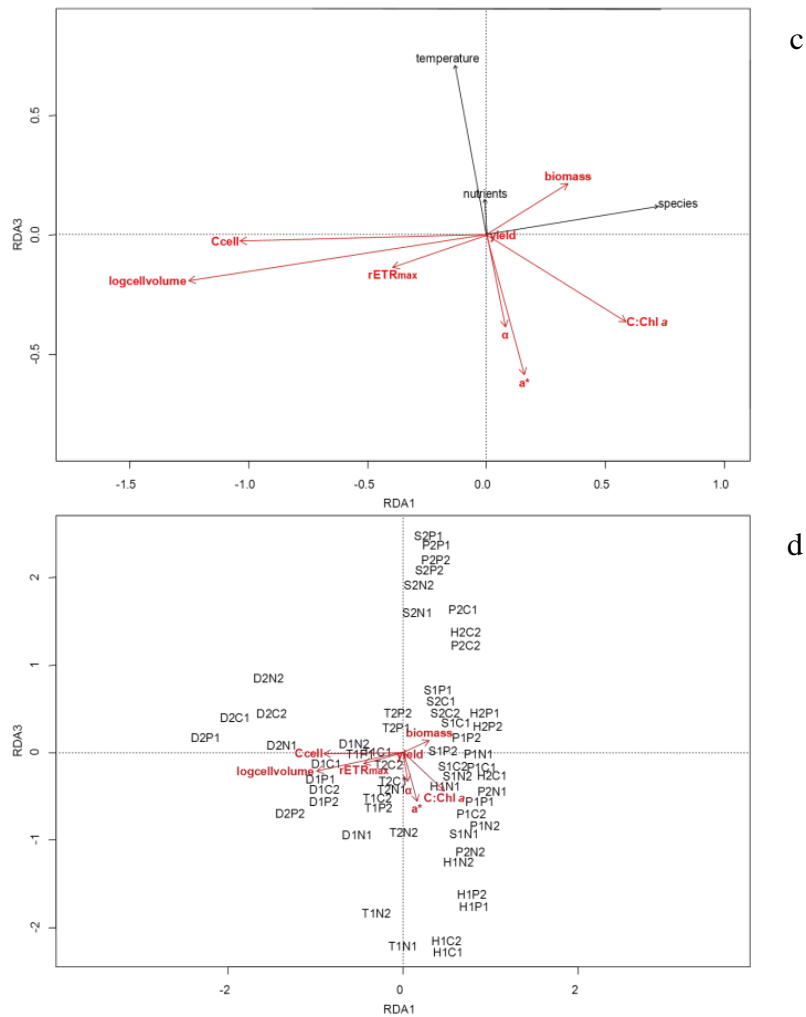 c
temperature
0.5
biomass
nutrients
species
RDA3
0.0
yield
Ccell
logcellvolume
rETRmax
C:Chl a
α
-0.5
a*
-1.5
-1.0
-0.5
0.0
0.5
1.0
RDA1
d
S2P1
P2P1
P2P2
2
S2P2
S2N2
S2N1
P2C1
H2C2
P2C2
1
D2N2
S1P1
S2C1
D2C1
D2C2
T2P2
S2C2
H2P1
S1C1
T2P1
H2P2
biomass
D2P1
P1P2
D2N1
D1N2
RDA3
0
Ccell
T1P1
T1C1
yield
S1P2
P1N1
D1C1
T2C2
S1C2
P1C1
logcellvolume
rETRmax
S1N2
H2C1
D1P1
T2C1
H1N1
D1C2
T2N1
α
P2N1
T1C2
C:Chl a
D1P2
P1P1
T1P2
a*
D2P2
P1C2
P1N2
-1
D1N1
T2N2
S1N1
P2N2
H1N2
H1P2
H1P1
T1N2
-2
T1N1
H1C2
H1C1
-2
0
2
RDA1